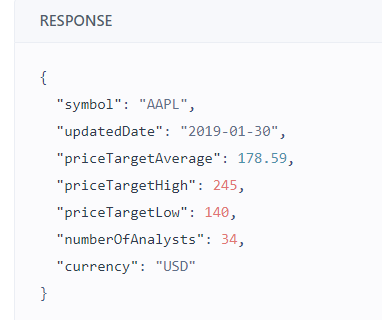 RESPONSE
{
"symbol": "AAPL",
"updatedDate": "2019-01-30",
"priceTargetAverage": 178.59,
"priceTargetHigh": 245,
"priceTargetLow": 140,
"numberOfAnalysts": 34,
"currency": "USD"
}